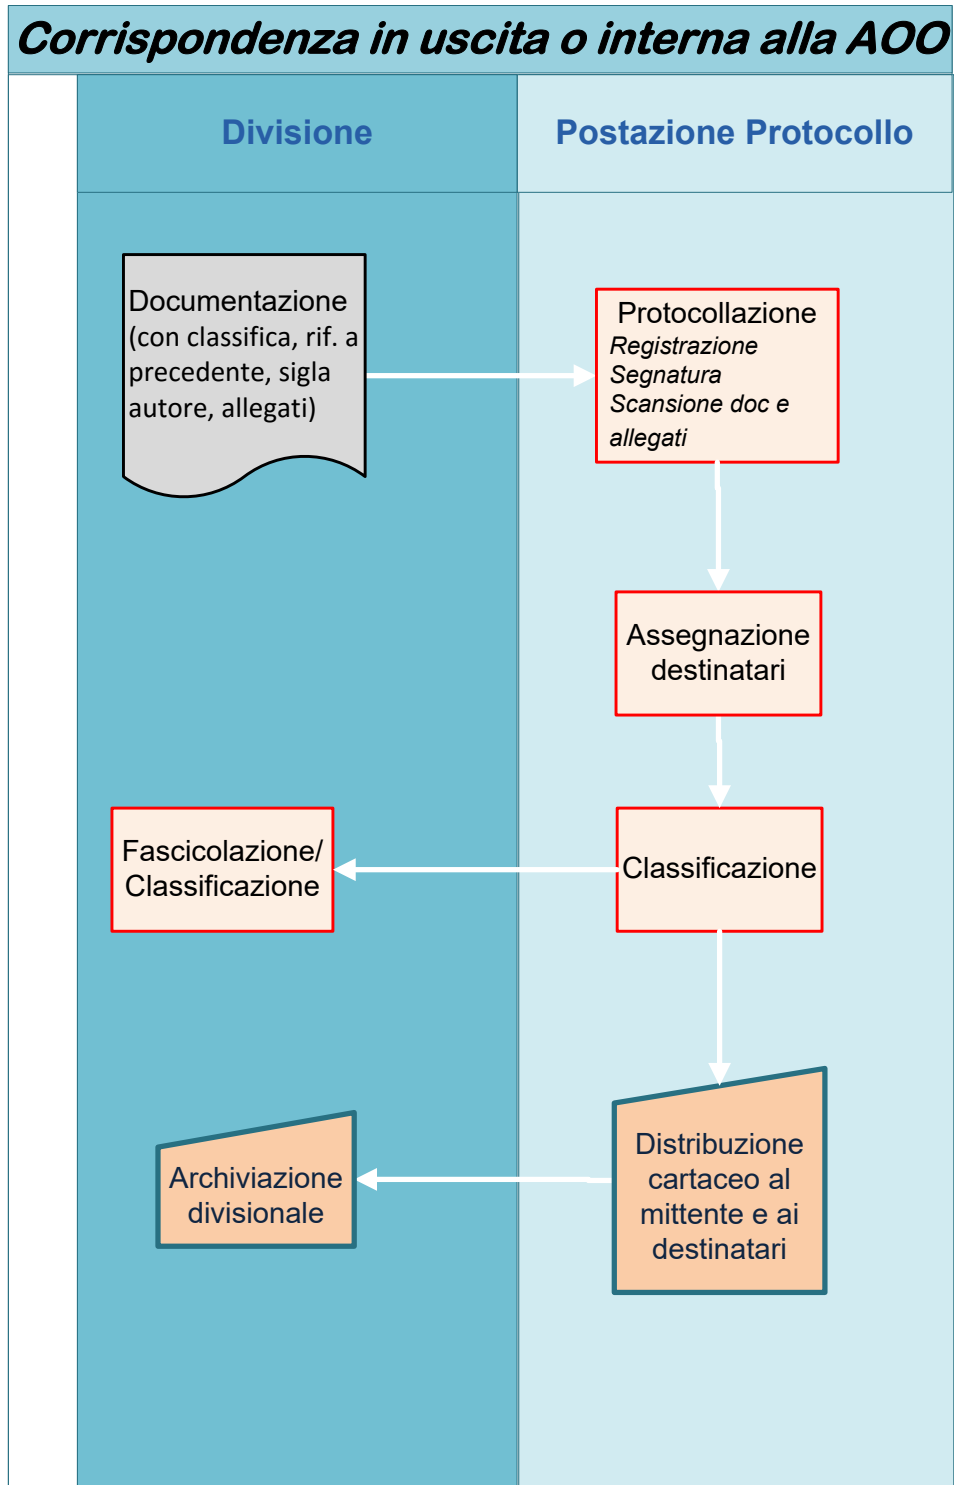 Corrispondenza in uscita o interna alla AOO
Divisione
Postazione Protocollo
Documentazione
(con classifica, rif. a
precedente, sigla
autore, allegati)
Protocollazione
Registrazione
Segnatura
Scansione doc e
allegati
Assegnazione
destinatari
Fascicolazione/
Classificazione
Classificazione
Archiviazione
divisionale
Distribuzione
cartaceo al
mittente e ai
destinatari